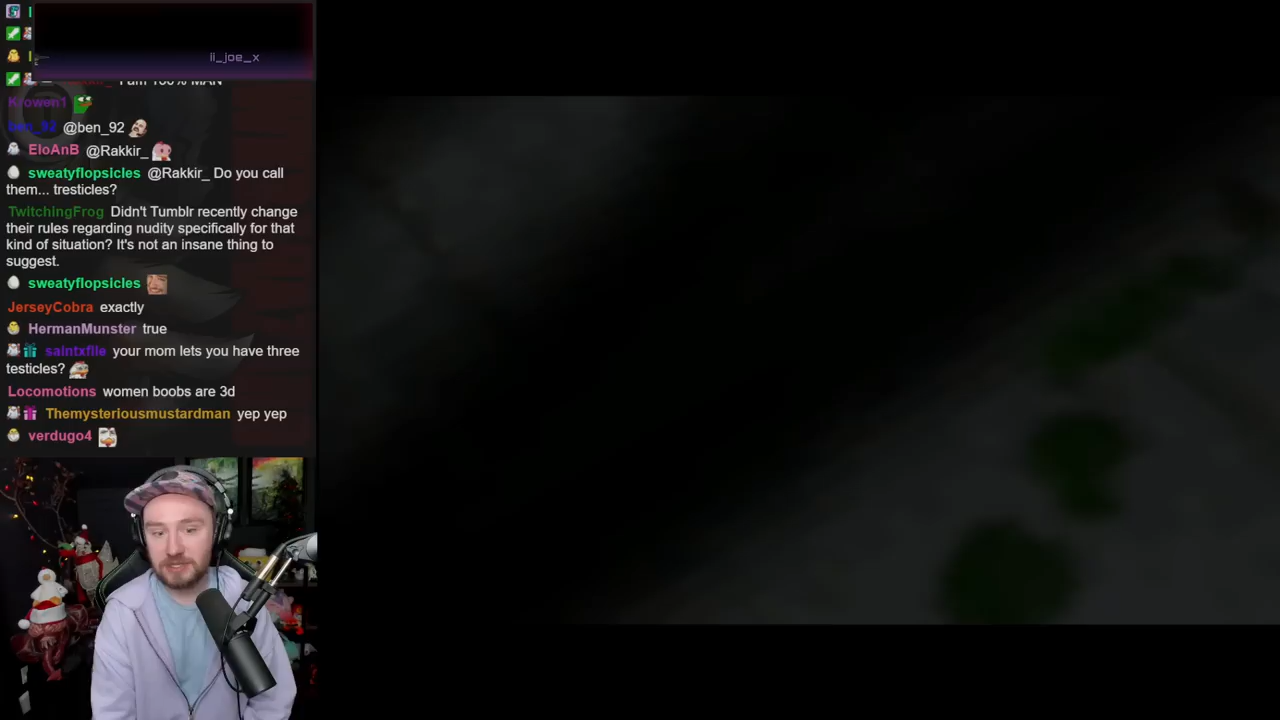 ii_joe_x
I am 100% MAN
Krowen1
ben_92 @ben_92
EloAnB @Rakkir_
sweatyflopsicles @Rakkir_ Do you call
them... tresticles?
TwitchingFrog Didn't Tumblr recently change
their rules regarding nudity specifically for that
kind of situation? It's not an insane thing to
suggest.
sweatyflopsicles
JerseyCobra exactly
HermanMunster true
saintxfile your mom lets you have three
testicles?
Locomotions women boobs are 3d
Themysteriousmustardman yep yep
verdugo4